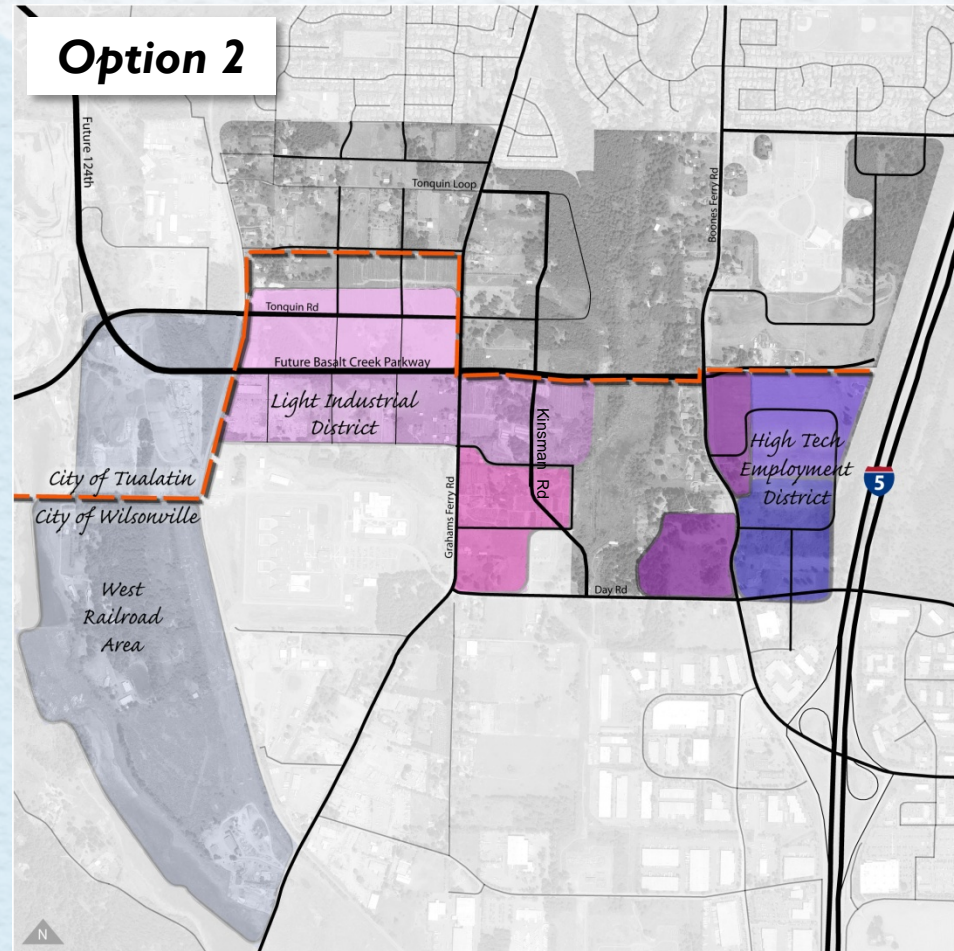 Option 2
Future 124th
Tonquin Loop
Boones Ferry Rd
Tonquin Rd
Future Basalt Creek Parkway
Light Industrial
District
Kinsman Rd
High Tech
Employment
District
5
City of Tualatin
City of Wilsonville
Grahams Ferry Rd
West
Railroad
Area
Day Rd
N